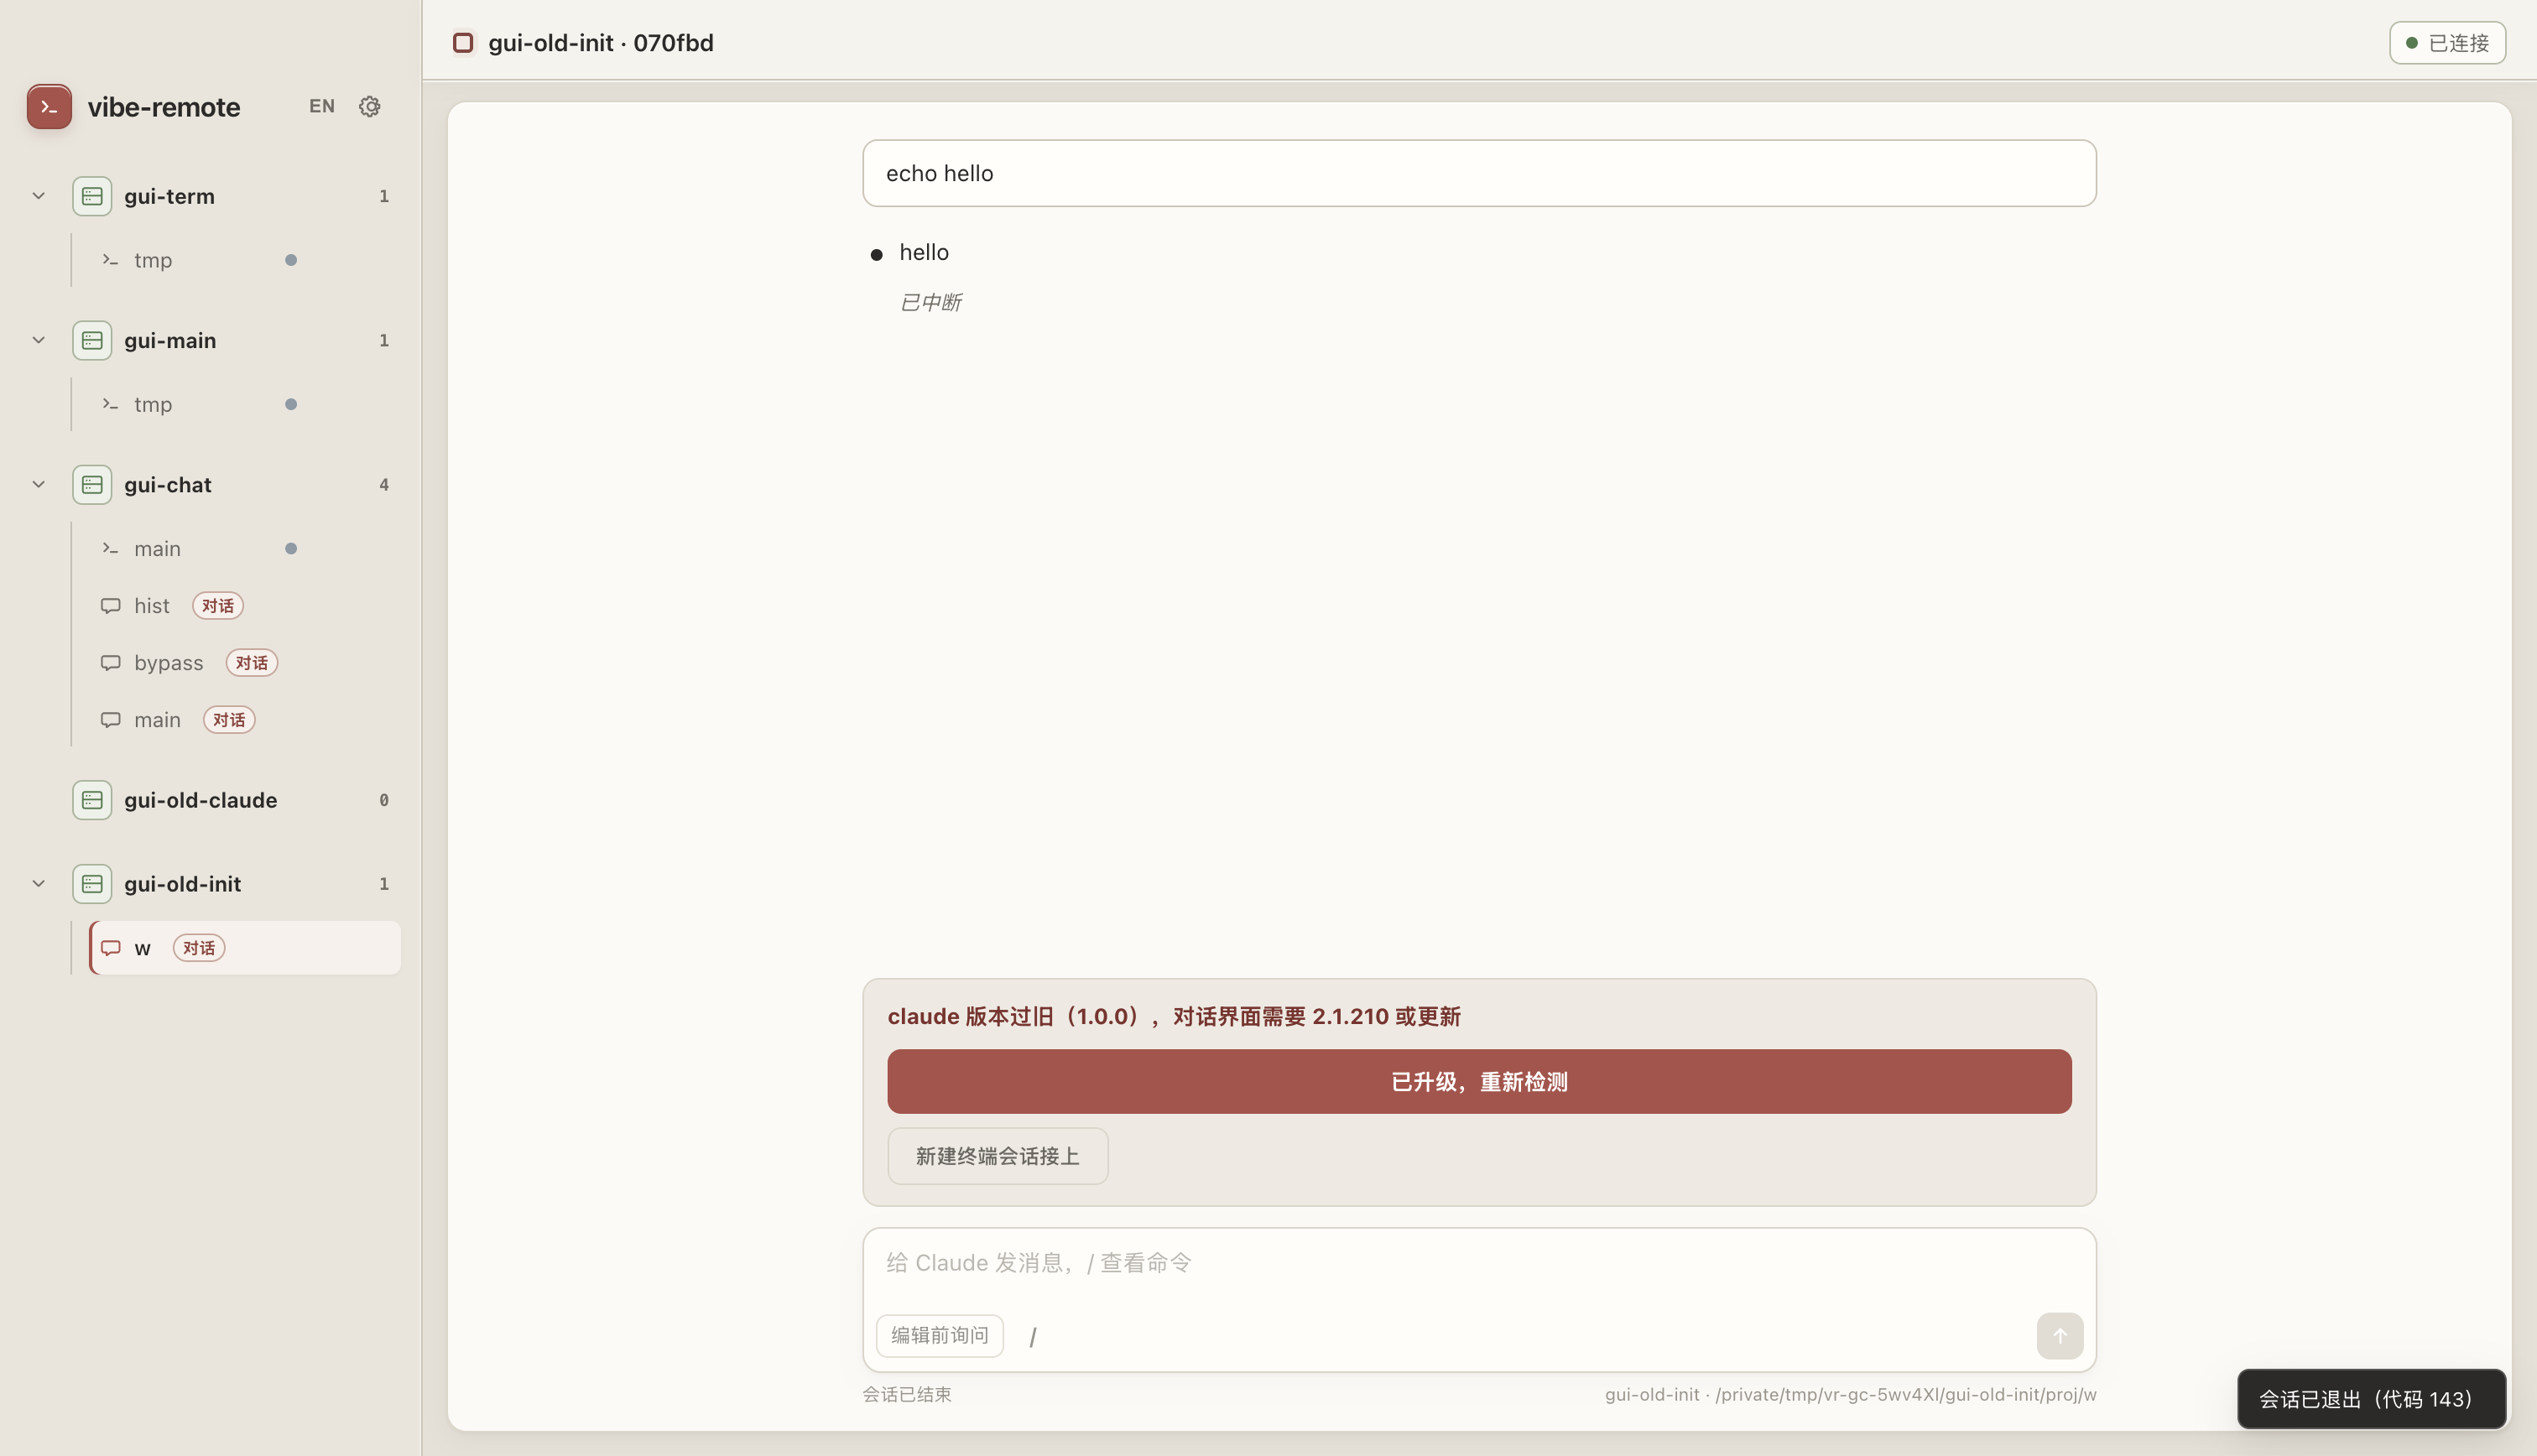 vibe-remote EN
gui-term 1
tmp
gui-main 1
tmp
gui-chat 4
main
hist 对话
bypass 对话
main 对话
gui-old-claude 0
gui-old-init 1
w 对话
gui-old-init · 070fbd
已连接
echo hello
hello
已中断
claude 版本过旧（1.0.0），对话界面需要 2.1.210 或更新
已升级，重新检测
新建终端会话接上
给 Claude 发消息，/ 查看命令
编辑前询问 /
会话已结束
gui-old-init · /private/tmp/vr-gc-5wv4Xl/gui-old-init/proj/w
会话已退出（代码 143）